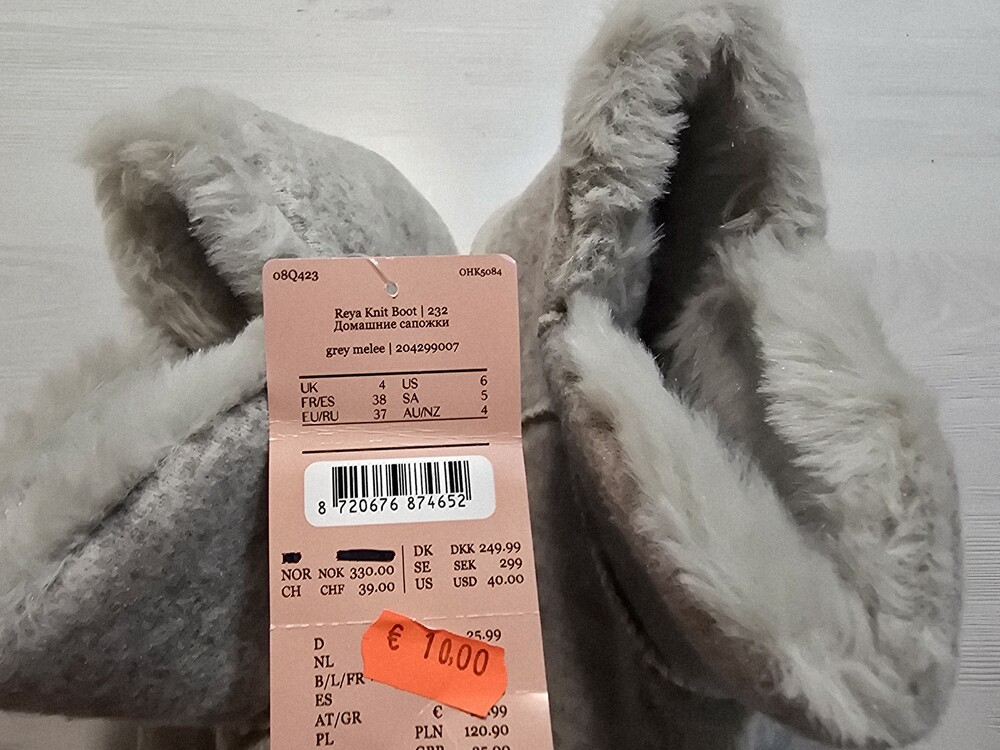 08Q423 OHK5084
Reya Knit Boot | 232
Домашние сапожки
grey melee | 204299007
UK 4 US 6
FR/ES 38 SA 5
EU/RU 37 AU/NZ 4
8 720676 874652
DK DKK 249.99
NOR NOK 330.00 SE SEK 299
CH CHF 39.00 US USD 40.00
D 25.99
NL
€ 10,00
B/L/FR
ES
AT/GR € .99
PL PLN 120.90